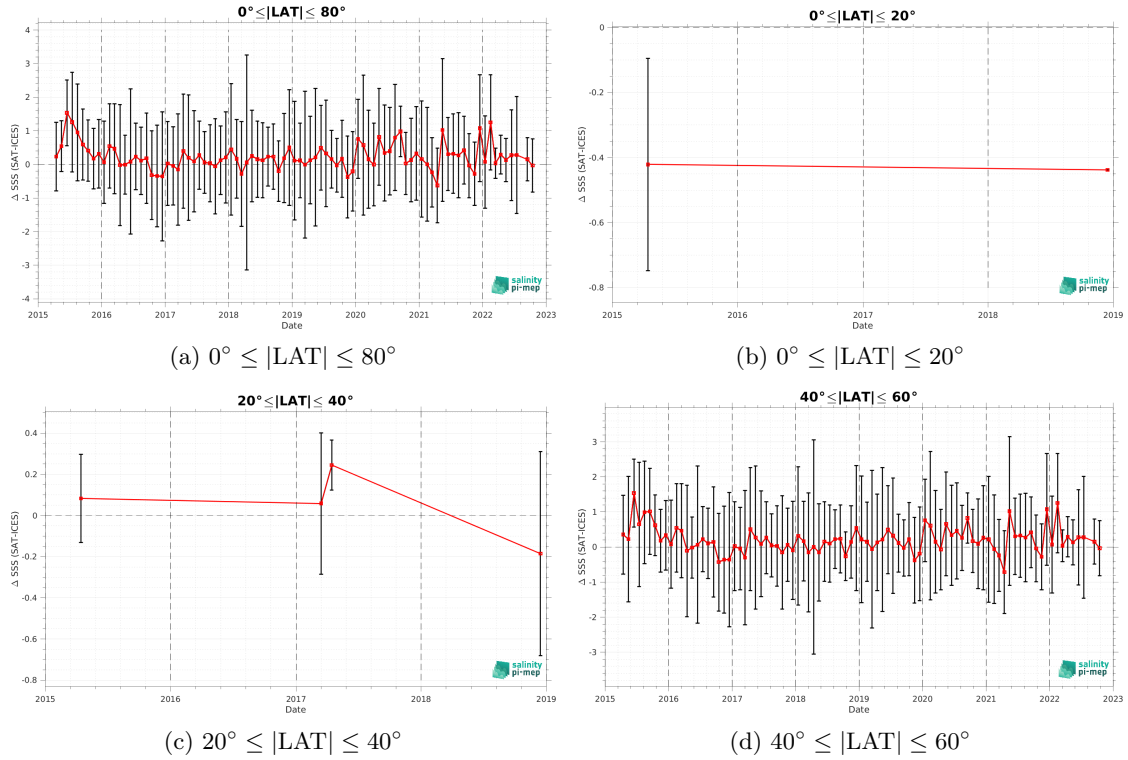 0°≤|LAT|≤ 80°
Δ SSS (SAT-ICES)
4
3
2
1
0
-1
-2
-3
-4
2015 2016 2017 2018 2019 2020 2021 2022 2023
Date
salinity
pi-mep
(a) 0° ≤ |LAT| ≤ 80°
0°≤|LAT|≤ 20°
Δ SSS (SAT-ICES)
0
-0.2
-0.4
-0.6
-0.8
2015 2016 2017 2018 2019
Date
salinity
pi-mep
(b) 0° ≤ |LAT| ≤ 20°
20°≤|LAT|≤ 40°
Δ SSS (SAT-ICES)
0.4
0.2
0
-0.2
-0.4
-0.6
-0.8
2015 2016 2017 2018 2019
Date
salinity
pi-mep
(c) 20° ≤ |LAT| ≤ 40°
40°≤|LAT|≤ 60°
Δ SSS (SAT-ICES)
3
2
1
0
-1
-2
-3
2015 2016 2017 2018 2019 2020 2021 2022 2023
Date
salinity
pi-mep
(d) 40° ≤ |LAT| ≤ 60°